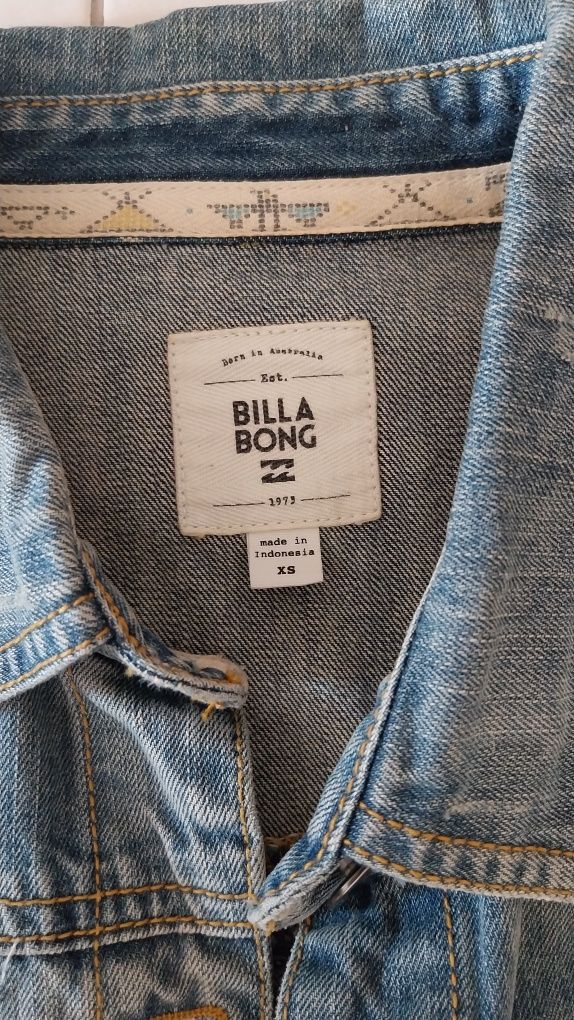 Born in Australia
Est.
BILLA
BONG
1973
made in
Indonesia
XS